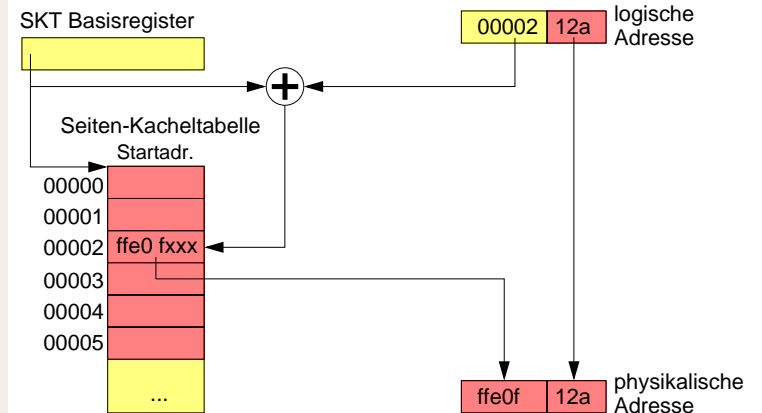 SKT Basisregister
00002 12a
logische
Adresse
+
Seiten-Kacheltabelle
Startadr.
00000
00001
00002 ffe0 fxxx
00003
00004
00005
...
ffe0f 12a
physikalische
Adresse